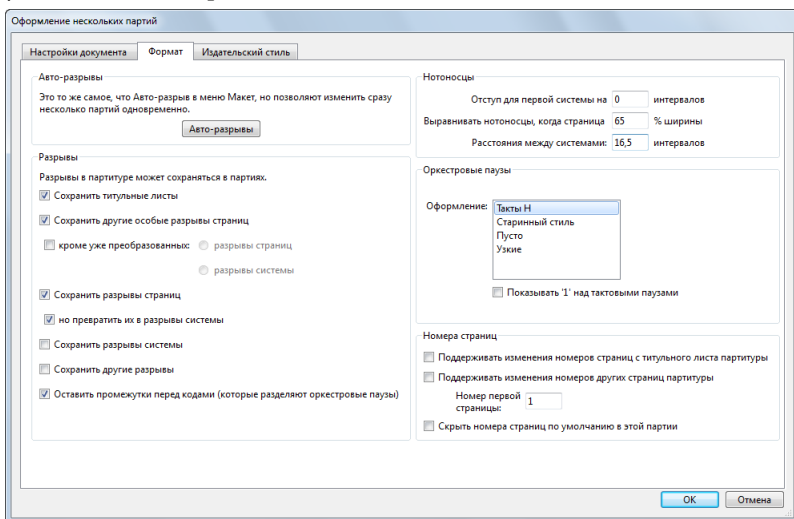 Оформление нескольких партий
Настройки документа Формат Издательский стиль
Авто-разрывы
Это то же самое, что Авто-разрыв в меню Макет, но позволяют изменить сразу
несколько партий одновременно.
Авто-разрывы
Разрывы
Разрывы в партитуре может сохраняться в партиях.
Сохранить титульные листы
Сохранить другие особые разрывы страниц
кроме уже преобразованных: разрывы страниц
разрывы системы
Сохранить разрывы страниц
но превратить их в разрывы системы
Сохранить разрывы системы
Сохранить другие разрывы
Оставить промежутки перед кодами (которые разделяют оркестровые паузы)
Нотоносцы
Отступ для первой системы на 0 интервалов
Выравнивать нотоносцы, когда страница 65 % ширины
Расстояния между системами: 16,5 интервалов
Оркестровые паузы
Оформление: Такты H
Старинный стиль
Пусто
Узкие
Показывать '1' над тактовыми паузами
Номера страниц
Поддерживать изменения номеров страниц с титульного листа партитуры
Поддерживать изменения номеров других страниц партитуры
Номер первой
страницы: 1
Скрыть номера страниц по умолчанию в этой партии
OK Отмена